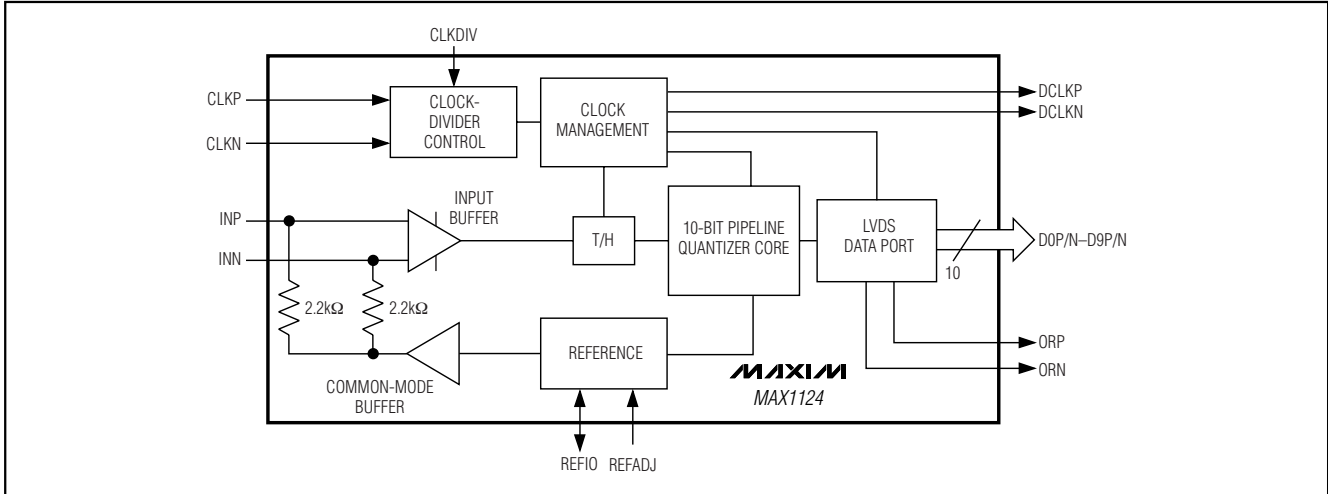 CLKDIV
CLKP
CLKN
CLOCK-
DIVIDER
CONTROL
CLOCK
MANAGEMENT
DCLKP
DCLKN
INP
INN
INPUT
BUFFER
T/H
10-BIT PIPELINE
QUANTIZER CORE
LVDS
DATA PORT
10
D0P/N–D9P/N
2.2kΩ
2.2kΩ
COMMON-MODE
BUFFER
REFERENCE
MAXIM
MAX1124
ORP
ORN
REFIO
REFADJ